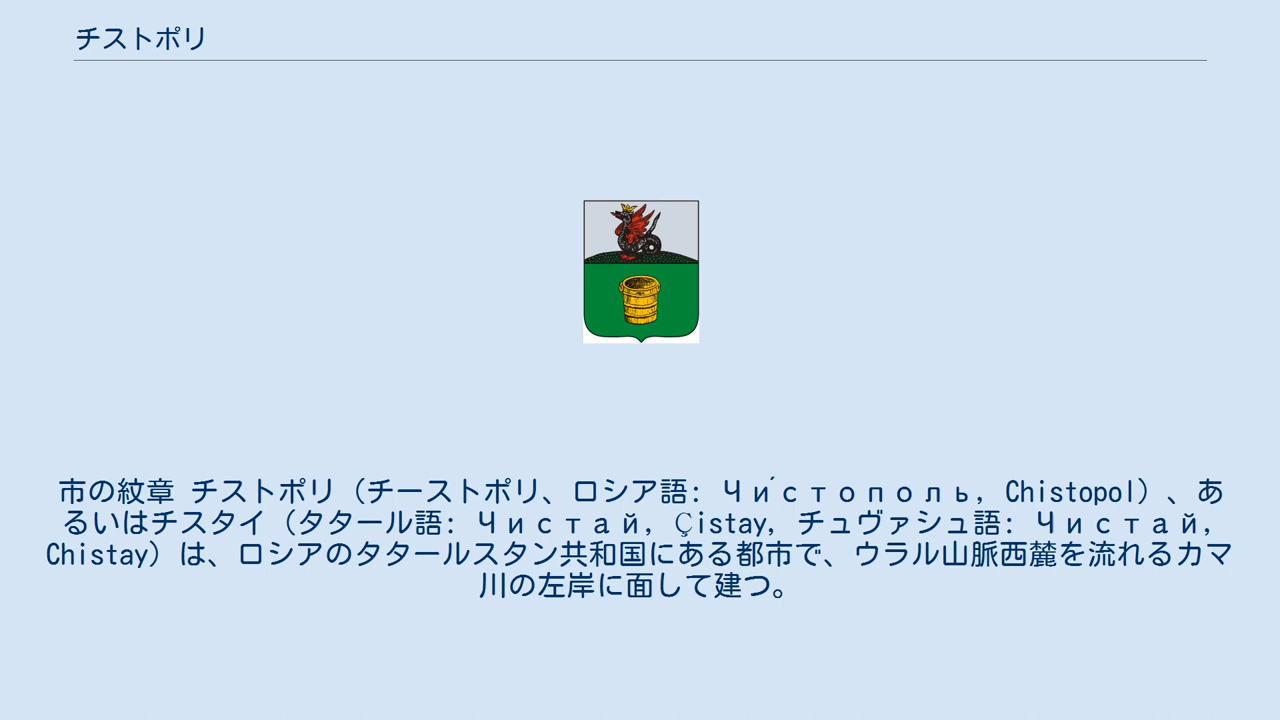 チストポリ
市の紋章 チストポリ（チーストポリ、ロシア語: Чи́стополь, Chistopol）、あ
るいはチスタイ（タタール語: Чистай, Çistay, チュヴァシュ語: Чистай,
Chistay）は、ロシアのタタールスタン共和国にある都市で、ウラル山脈西麓を流れるカマ
川の左岸に面して建つ。